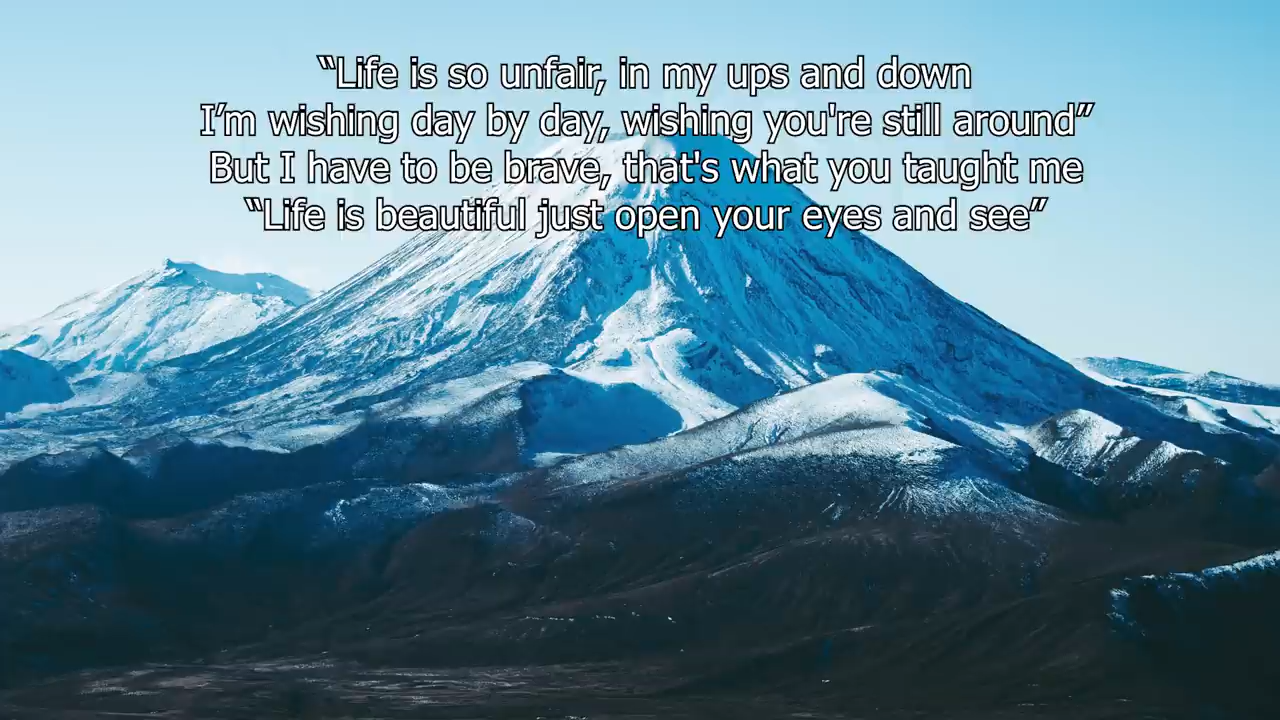 “Life is so unfair, in my ups and down
I’m wishing day by day, wishing you're still around”
But I have to be brave, that's what you taught me
“Life is beautiful just open your eyes and see”